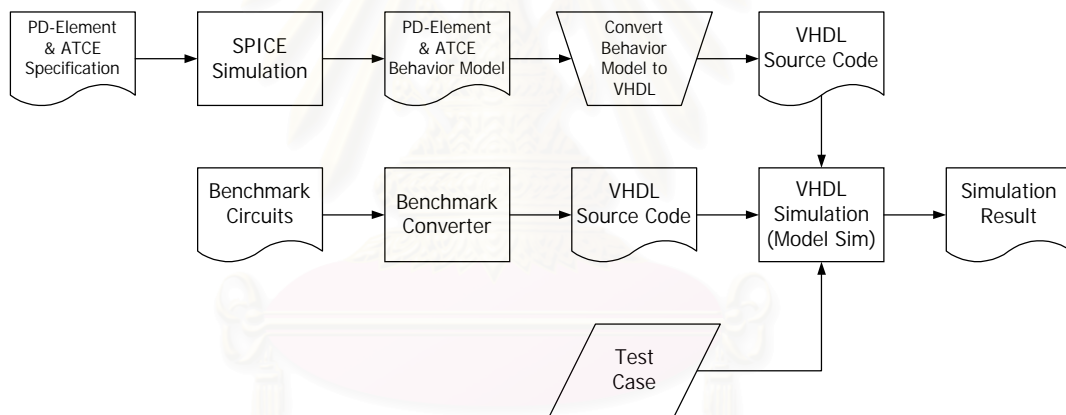 PD-Element
& ATCE
Specification
SPICE
Simulation
PD-Element
& ATCE
Behavior Model
Convert
Behavior
Model to
VHDL
VHDL
Source Code
Benchmark
Circuits
Benchmark
Converter
VHDL
Source Code
VHDL
Simulation
(Model Sim)
Simulation
Result
Test
Case